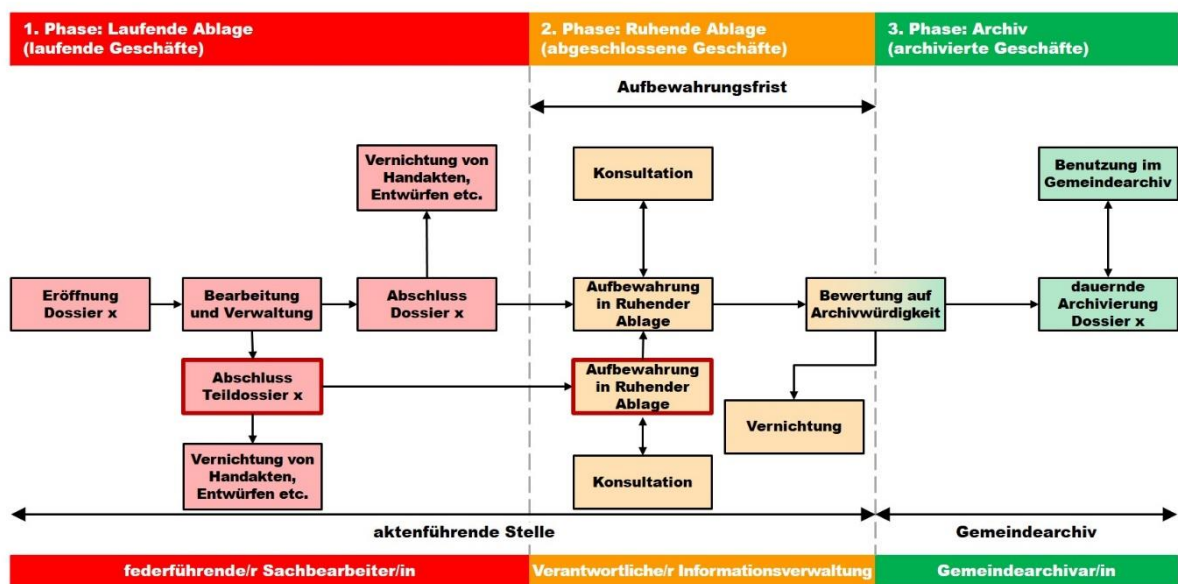 1. Phase: Laufende Ablage
(laufende Geschäfte)
2. Phase: Ruhende Ablage
(abgeschlossene Geschäfte)
3. Phase: Archiv
(archivierte Geschäfte)
Aufbewahrungsfrist
Vernichtung von
Handakten,
Entwürfen etc.
Konsultation
Benutzung im
Gemeindearchiv
Eröffnung
Dossier x
Bearbeitung
und Verwaltung
Abschluss
Dossier x
Aufbewahrung
in Ruhender
Ablage
Bewertung auf
Archivwürdigkeit
dauernde
Archivierung
Dossier x
Abschluss
Teildossier x
Aufbewahrung
in Ruhender
Ablage
Vernichtung
Vernichtung von
Handakten,
Entwürfen etc.
Konsultation
aktenführende Stelle
Gemeindearchiv
federführende/r Sachbearbeiter/in
Verantwortliche/r Informationsverwaltung
Gemeindearchivar/in